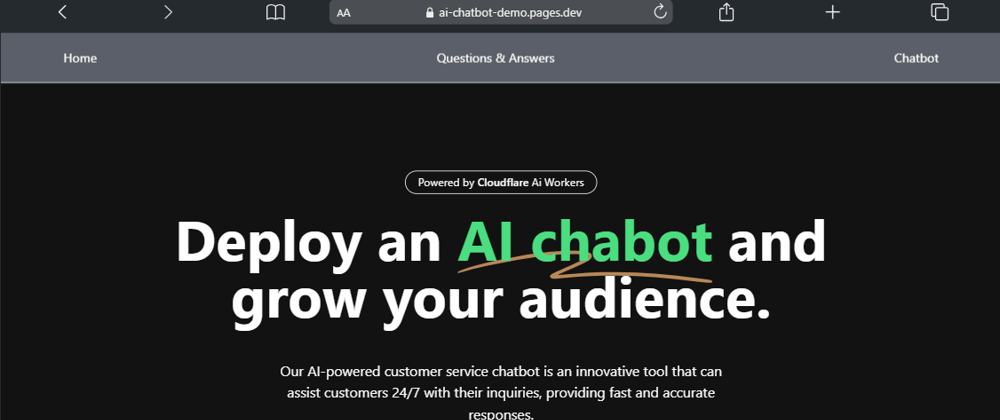 AA ai-chatbot-demo.pages.dev
Home Questions & Answers Chatbot
Powered by Cloudflare Ai Workers
Deploy an AI chabot and
grow your audience.
Our AI-powered customer service chatbot is an innovative tool that can
assist customers 24/7 with their inquiries, providing fast and accurate
responses.